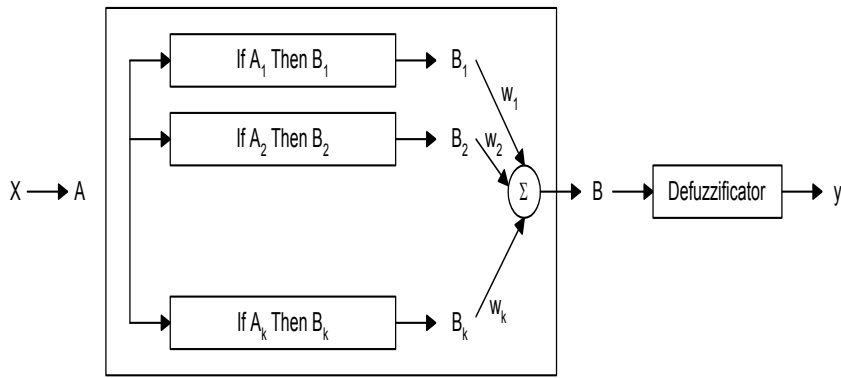 If A₁ Then B₁
B₁
w₁
If A₂ Then B₂
B₂
w₂
X
A
Σ
B
Defuzzificator
y
If Aₖ Then Bₖ
Bₖ
wₖ